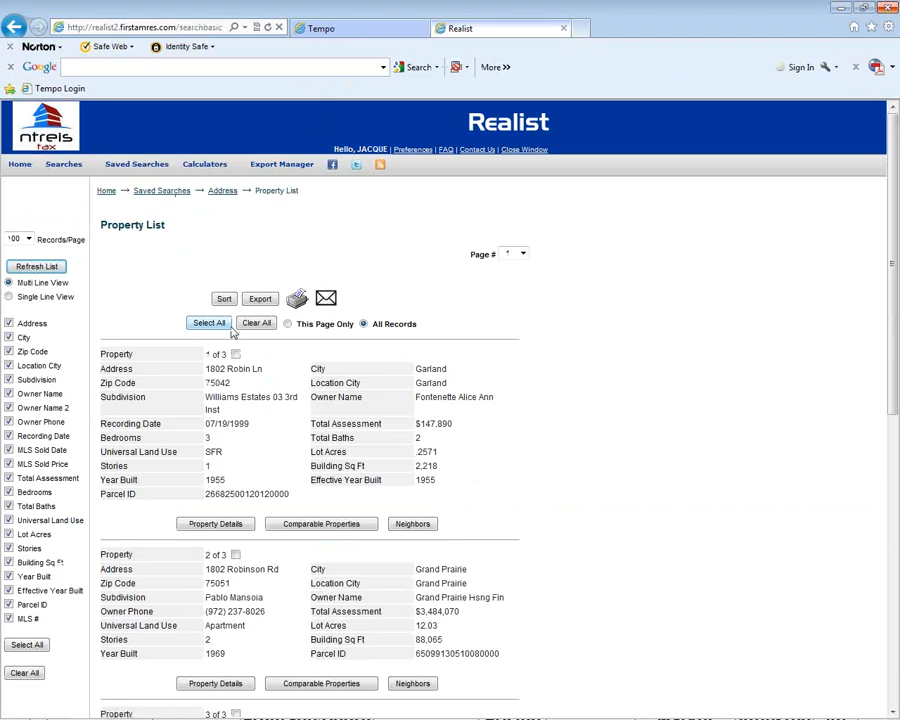 http://realist2.firstamres.com/searchbasic
Tempo
Realist
Norton
Safe Web
Identity Safe
Google
Search
More »
Sign In
Tempo Login
ntreis
tax
Realist
Hello, JACQUE
Preferences | FAQ | Contact Us | Close Window
Home
Searches
Saved Searches
Calculators
Export Manager
Home → Saved Searches → Address → Property List
Property List
Page #
Records/Page
Refresh List
Multi Line View
Single Line View
Address
City
Zip Code
Location City
Subdivision
Owner Name
Owner Name 2
Owner Phone
Recording Date
MLS Sold Date
MLS Sold Price
Total Assessment
Bedrooms
Total Baths
Universal Land Use
Lot Acres
Stories
Building Sq Ft
Year Built
Effective Year Built
Parcel ID
MLS #
Select All
Clear All
Sort
Export
Select All
Clear All
This Page Only
All Records
Property 1 of 3
Address 1802 Robin Ln City Garland
Zip Code 75042 Location City Garland
Subdivision Williams Estates 03 3rd Inst Owner Name Fontenette Alice Ann
Recording Date 07/19/1999 Total Assessment $147,890
Bedrooms 3 Total Baths 2
Universal Land Use SFR Lot Acres .2571
Stories 1 Building Sq Ft 2,218
Year Built 1955 Effective Year Built 1955
Parcel ID 26682500120120000
Property Details
Comparable Properties
Neighbors
Property 2 of 3
Address 1802 Robinson Rd City Grand Prairie
Zip Code 75051 Location City Grand Prairie
Subdivision Pablo Mansoia Owner Name Grand Prairie Hsng Fin
Owner Phone (972) 237-8026 Total Assessment $3,484,070
Universal Land Use Apartment Lot Acres 12.03
Stories 2 Building Sq Ft 88,065
Year Built 1969 Parcel ID 65099130510080000
Property Details
Comparable Properties
Neighbors
Property 3 of 3